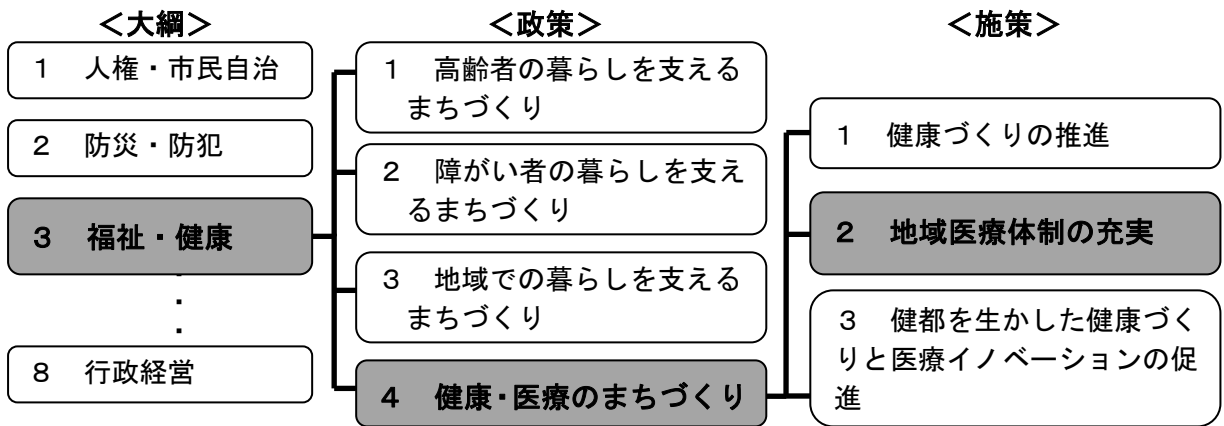 ＜大綱＞
1　人権・市民自治
2　防災・防犯
3　福祉・健康
8　行政経営
＜政策＞
1　高齢者の暮らしを支える
まちづくり
2　障がい者の暮らしを支え
るまちづくり
3　地域での暮らしを支える
まちづくり
4　健康・医療のまちづくり
＜施策＞
1　健康づくりの推進
2　地域医療体制の充実
3　健都を生かした健康づく
りと医療イノベーションの促
進